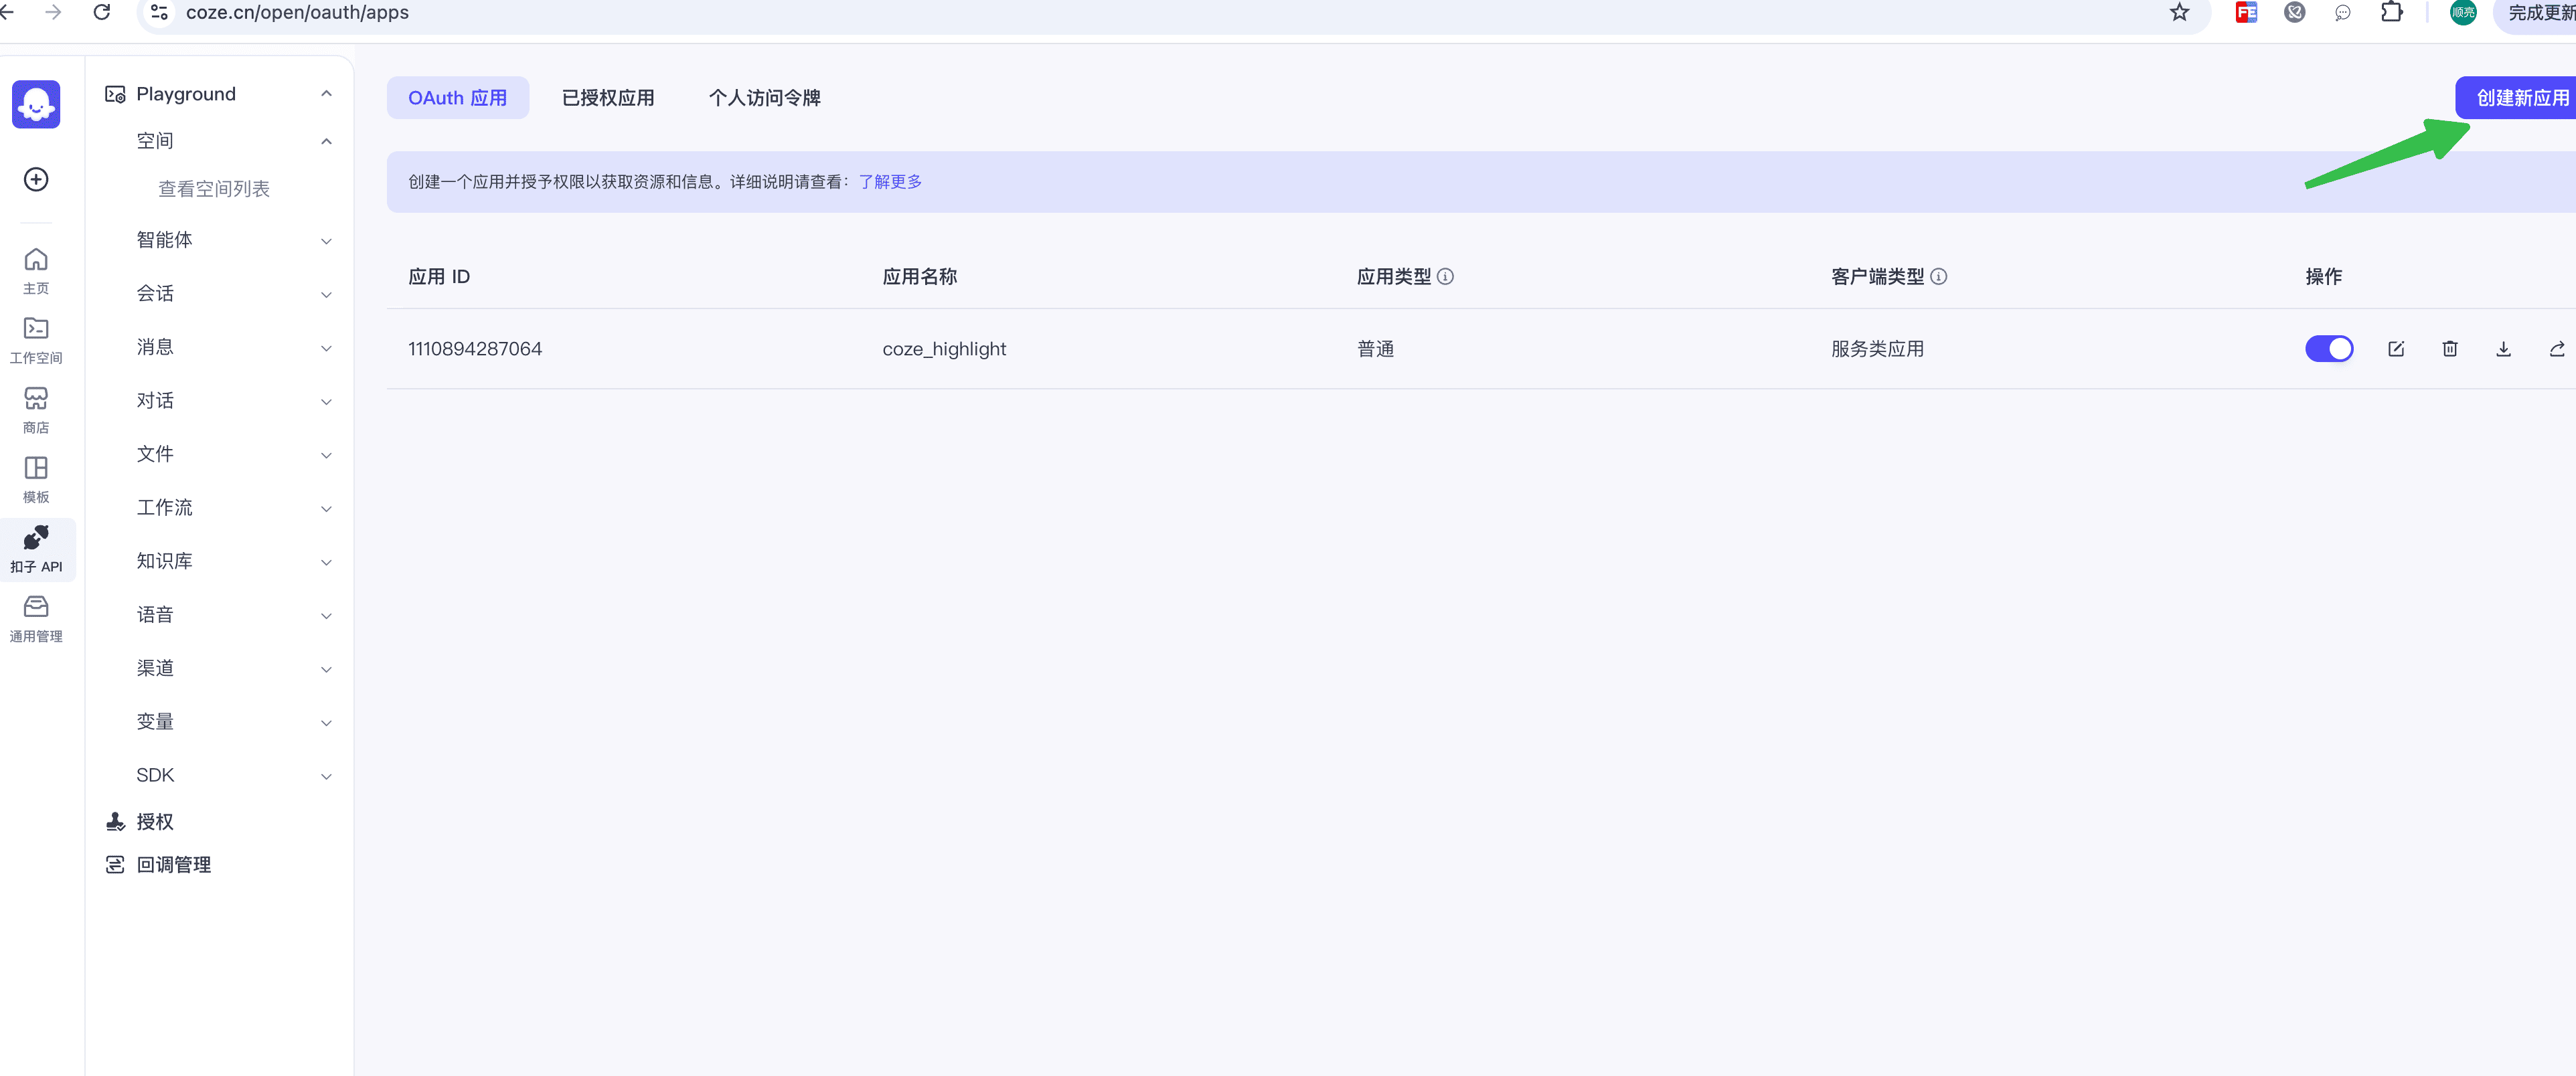 coze.cn/open/oauth/apps
FE
顺亮
完成更新
Playground
空间
查看空间列表
智能体
会话
消息
对话
文件
工作流
知识库
语音
渠道
变量
SDK
授权
回调管理
主页
工作空间
商店
模板
扣子 API
通用管理
OAuth 应用
已授权应用
个人访问令牌
创建新应用
创建一个应用并授予权限以获取资源和信息。详细说明请查看：了解更多
应用 ID 应用名称 应用类型 客户端类型 操作
1110894287064 coze_highlight 普通 服务类应用